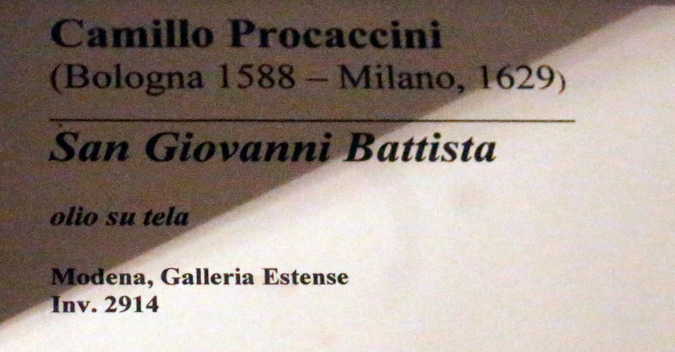 Camillo Procaccini
(Bologna 1588 – Milano, 1629)
San Giovanni Battista
olio su tela
Modena, Galleria Estense
Inv. 2914